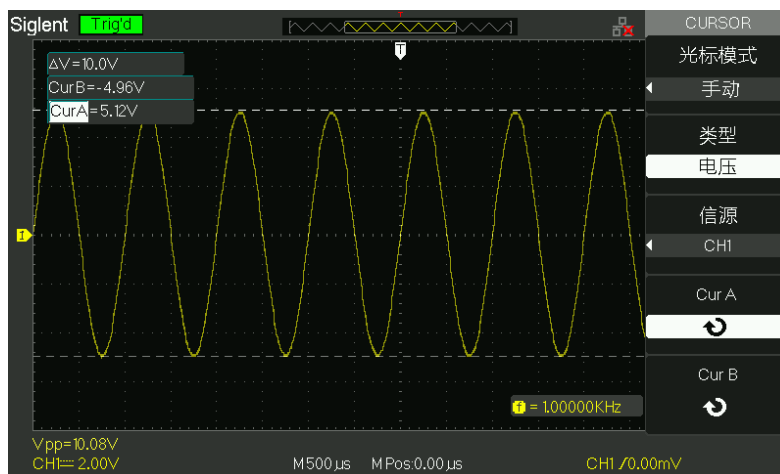 Siglent Trig'd
CURSOR
T
T
ΔV=10.0V
CurB=-4.96V
CurA=5.12V
光标模式
手动
类型
电压
信源
CH1
Cur A
Cur B
1
f = 1.00000KHz
Vpp=10.08V
CH1 2.00V M500μs M Pos:0.00μs CH1 /0.00mV